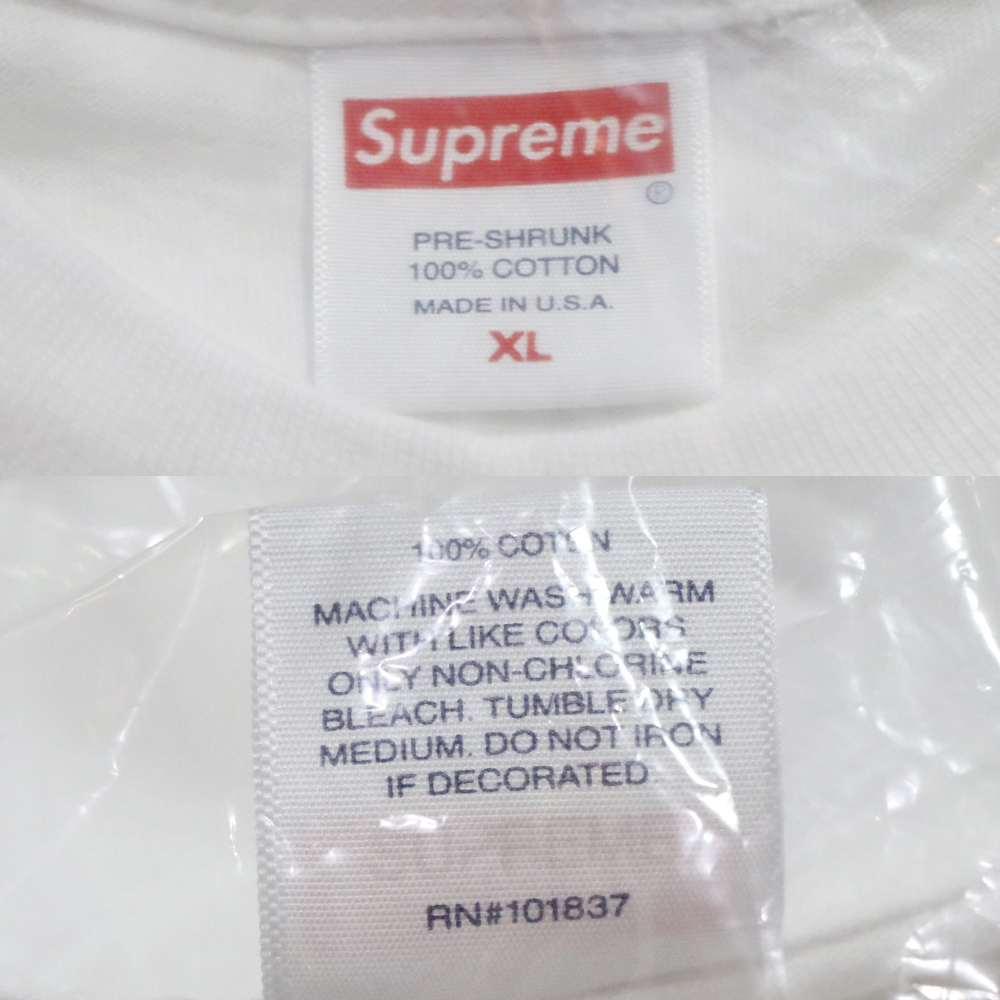 Supreme
®
PRE-SHRUNK
100% COTTON
MADE IN U.S.A.
XL
100% COTTON
MACHINE WASH WARM
WITH LIKE COLORS
ONLY NON-CHLORINE
BLEACH. TUMBLE DRY
MEDIUM. DO NOT IRON
IF DECORATED
RN#101837